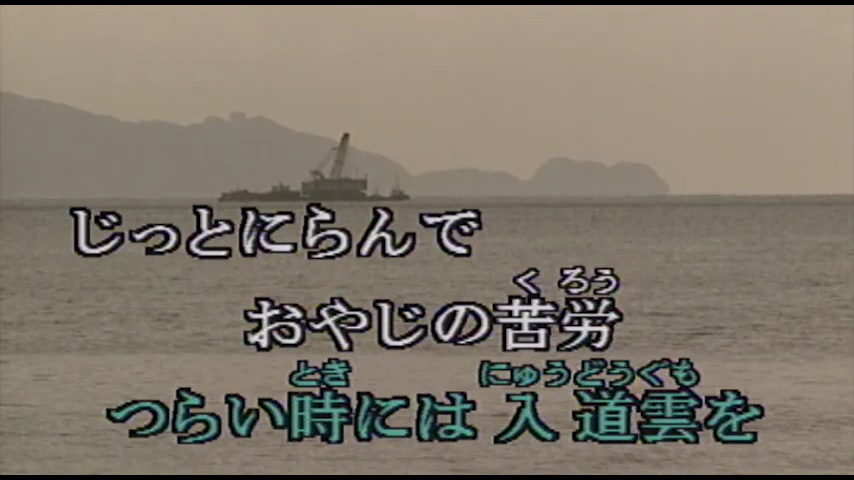 じっとにらんで
くろう
おやじの苦労
とき にゅうどうぐも
つらい時には 入道雲を